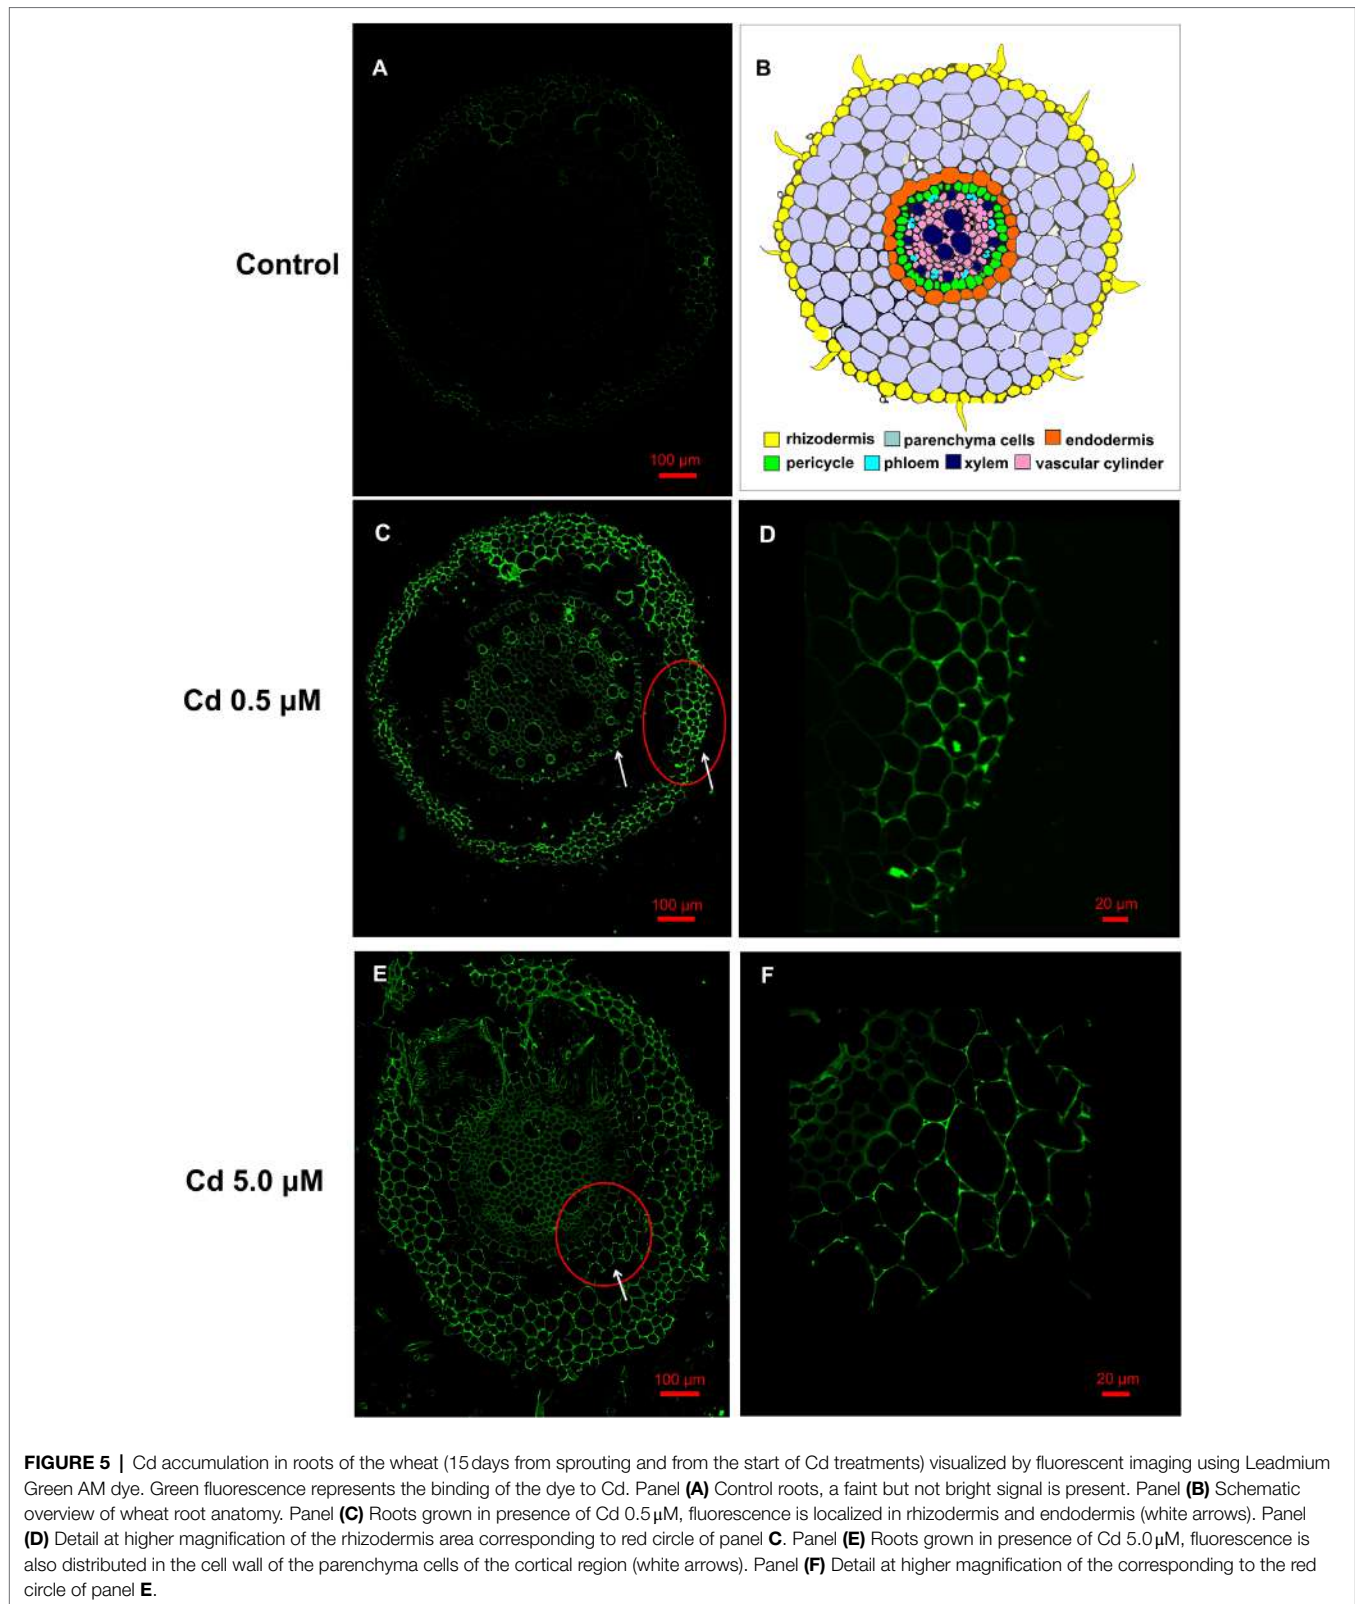 A
B
Control
100 µm
rhizodermis parenchyma cells endodermis
pericycle phloem xylem vascular cylinder
C
D
Cd 0.5 µM
100 µm
20 µm
E
F
Cd 5.0 µM
100 µm
20 µm
FIGURE 5 | Cd accumulation in roots of the wheat (15 days from sprouting and from the start of Cd treatments) visualized by fluorescent imaging using Leadmium
Green AM dye. Green fluorescence represents the binding of the dye to Cd. Panel (A) Control roots, a faint but not bright signal is present. Panel (B) Schematic
overview of wheat root anatomy. Panel (C) Roots grown in presence of Cd 0.5 µM, fluorescence is localized in rhizodermis and endodermis (white arrows). Panel
(D) Detail at higher magnification of the rhizodermis area corresponding to red circle of panel C. Panel (E) Roots grown in presence of Cd 5.0 µM, fluorescence is
also distributed in the cell wall of the parenchyma cells of the cortical region (white arrows). Panel (F) Detail at higher magnification of the corresponding to the red
circle of panel E.